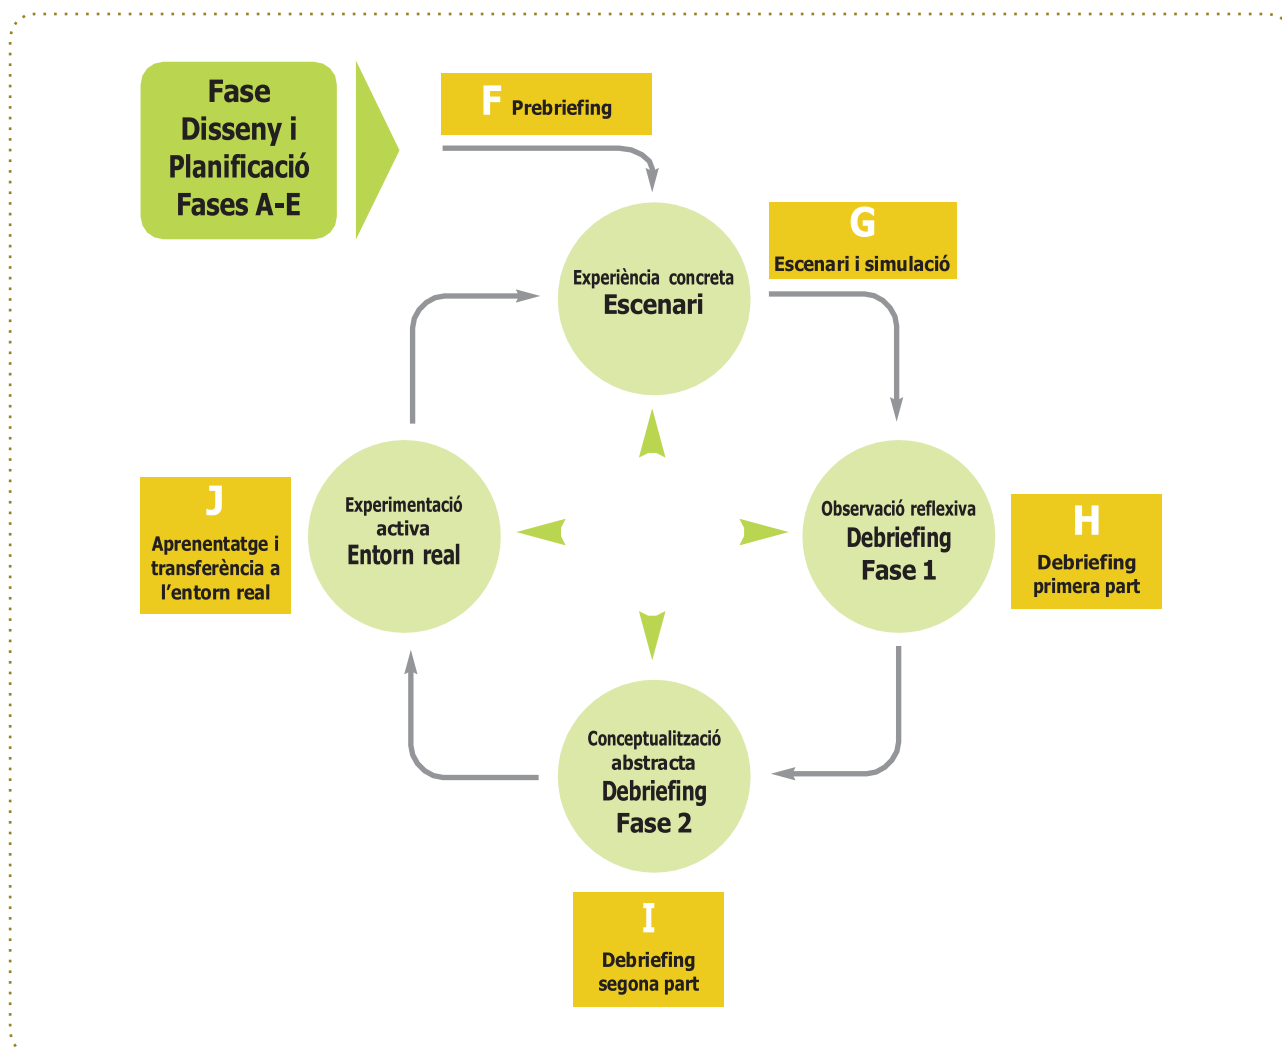 Fase
Disseny i
Planificació
Fases A-E
F Prebriefing
G
Escenari i simulació
Experiència concreta
Escenari
Observació reflexiva
Debriefing
Fase 1
H
Debriefing
primera part
Conceptualització
abstracta
Debriefing
Fase 2
I
Debriefing
segona part
Experimentació
activa
Entorn real
J
Aprenentatge i
transferència a
l’entorn real